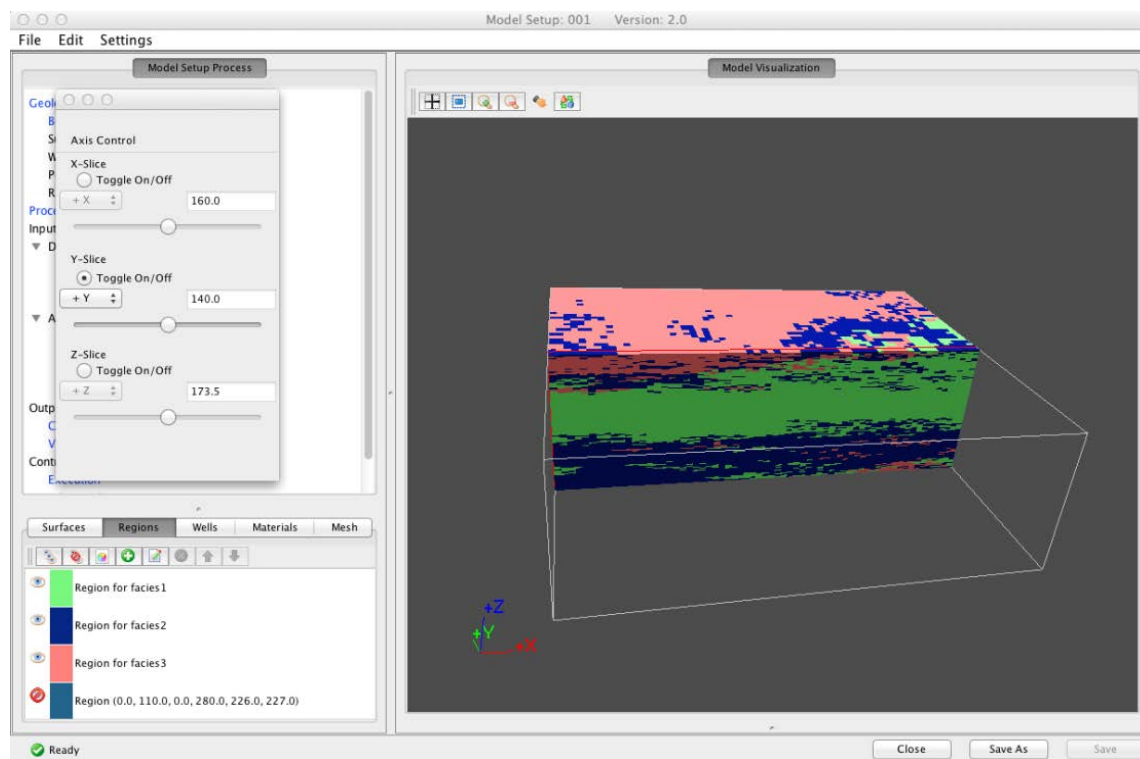 Model Setup: 001 Version: 2.0
File Edit Settings
Model Setup Process
Axis Control
X-Slice
Toggle On/Off
+ X 160.0
Y-Slice
Toggle On/Off
+ Y 140.0
Z-Slice
Toggle On/Off
+ Z 173.5
Surfaces Regions Wells Materials Mesh
Region for facies1
Region for facies2
Region for facies3
Region (0.0, 110.0, 0.0, 280.0, 226.0, 227.0)
Model Visualization
+Z
+Y
+X
Ready
Close Save As Save